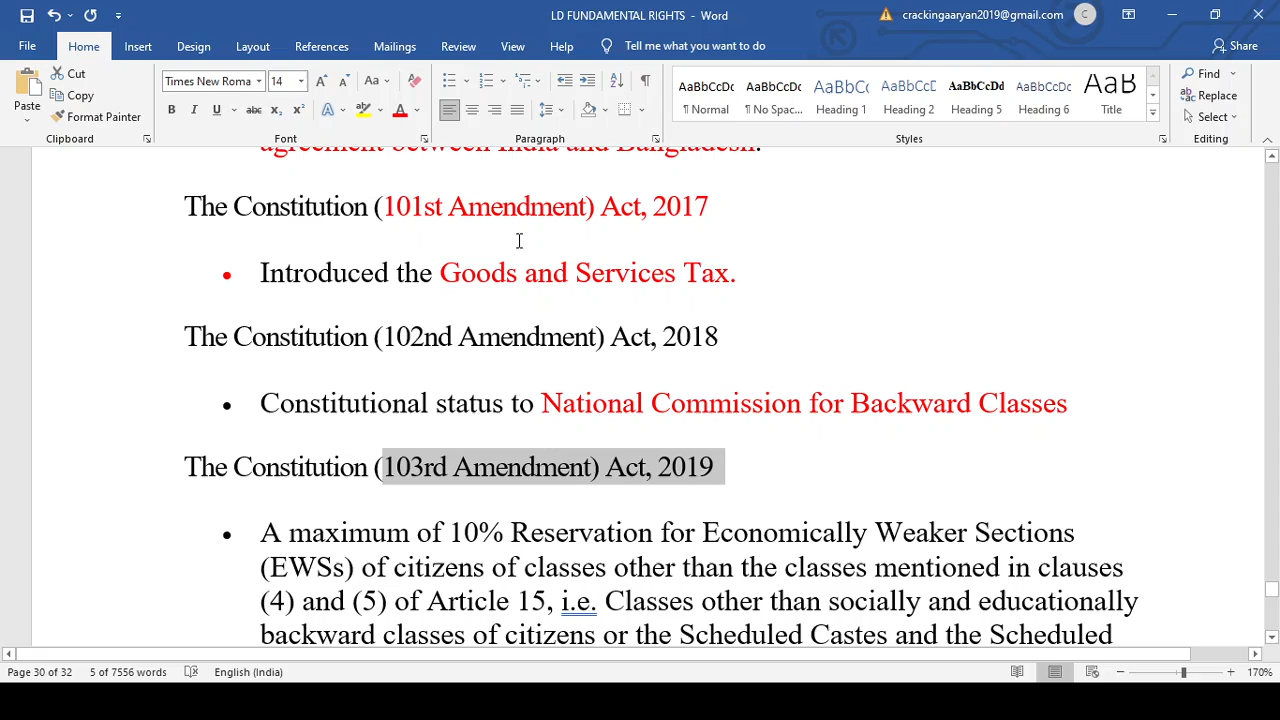 LD FUNDAMENTAL RIGHTS - Word
crackingaaryan2019@gmail.com
C
File Home Insert Design Layout References Mailings Review View Help Tell me what you want to do Share
Paste
Cut
Copy
Format Painter
Clipboard
Times New Roma 14
Font
Paragraph
AaBbCcDc AaBbCcDc AaBbCcD AaBbCcD AaBbCcDd AaBbCcDc AaB
¶ Normal ¶ No Spac... Heading 1 Heading 2 Heading 5 Heading 6 Title
Styles
Find
Replace
Select
Editing
agreement between India and Bangladesh.
The Constitution (101st Amendment) Act, 2017
• Introduced the Goods and Services Tax.
The Constitution (102nd Amendment) Act, 2018
• Constitutional status to National Commission for Backward Classes
The Constitution (103rd Amendment) Act, 2019
• A maximum of 10% Reservation for Economically Weaker Sections
(EWSs) of citizens of classes other than the classes mentioned in clauses
(4) and (5) of Article 15, i.e. Classes other than socially and educationally
backward classes of citizens or the Scheduled Castes and the Scheduled
Page 30 of 32 5 of 7556 words English (India) 170%